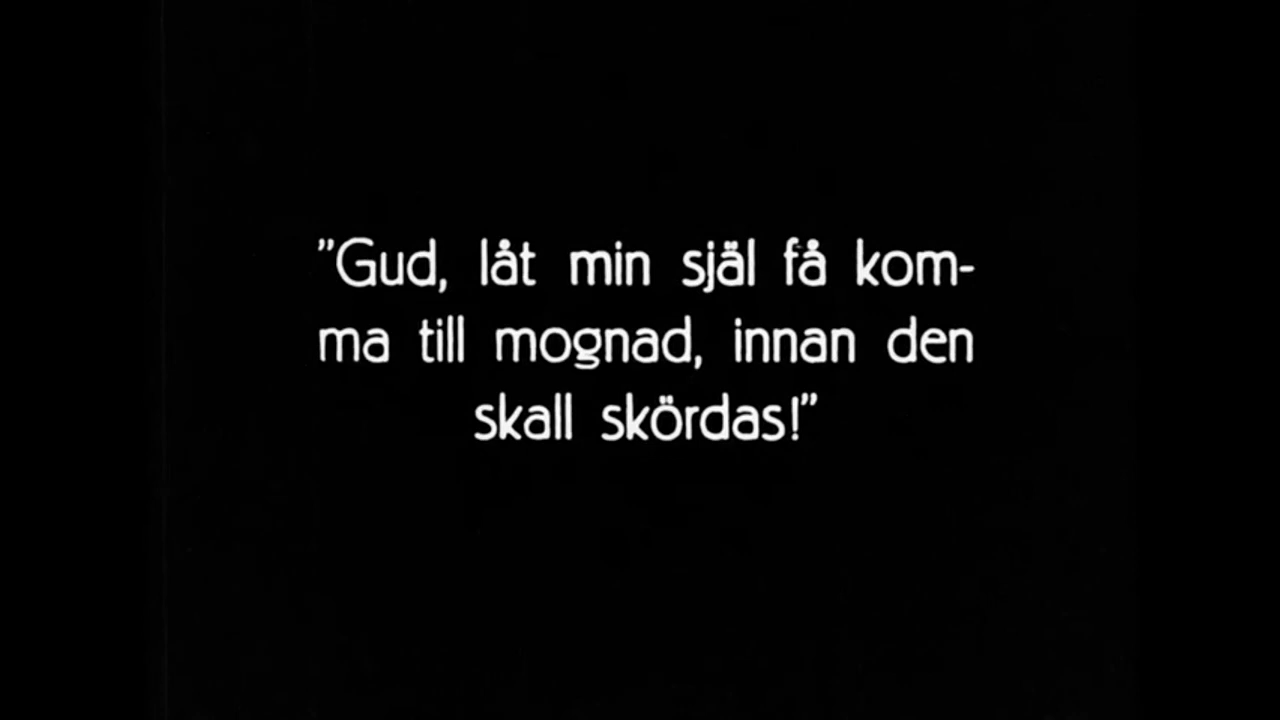 ”Gud, låt min själ få kom-
ma till mognad, innan den
skall skördas!”